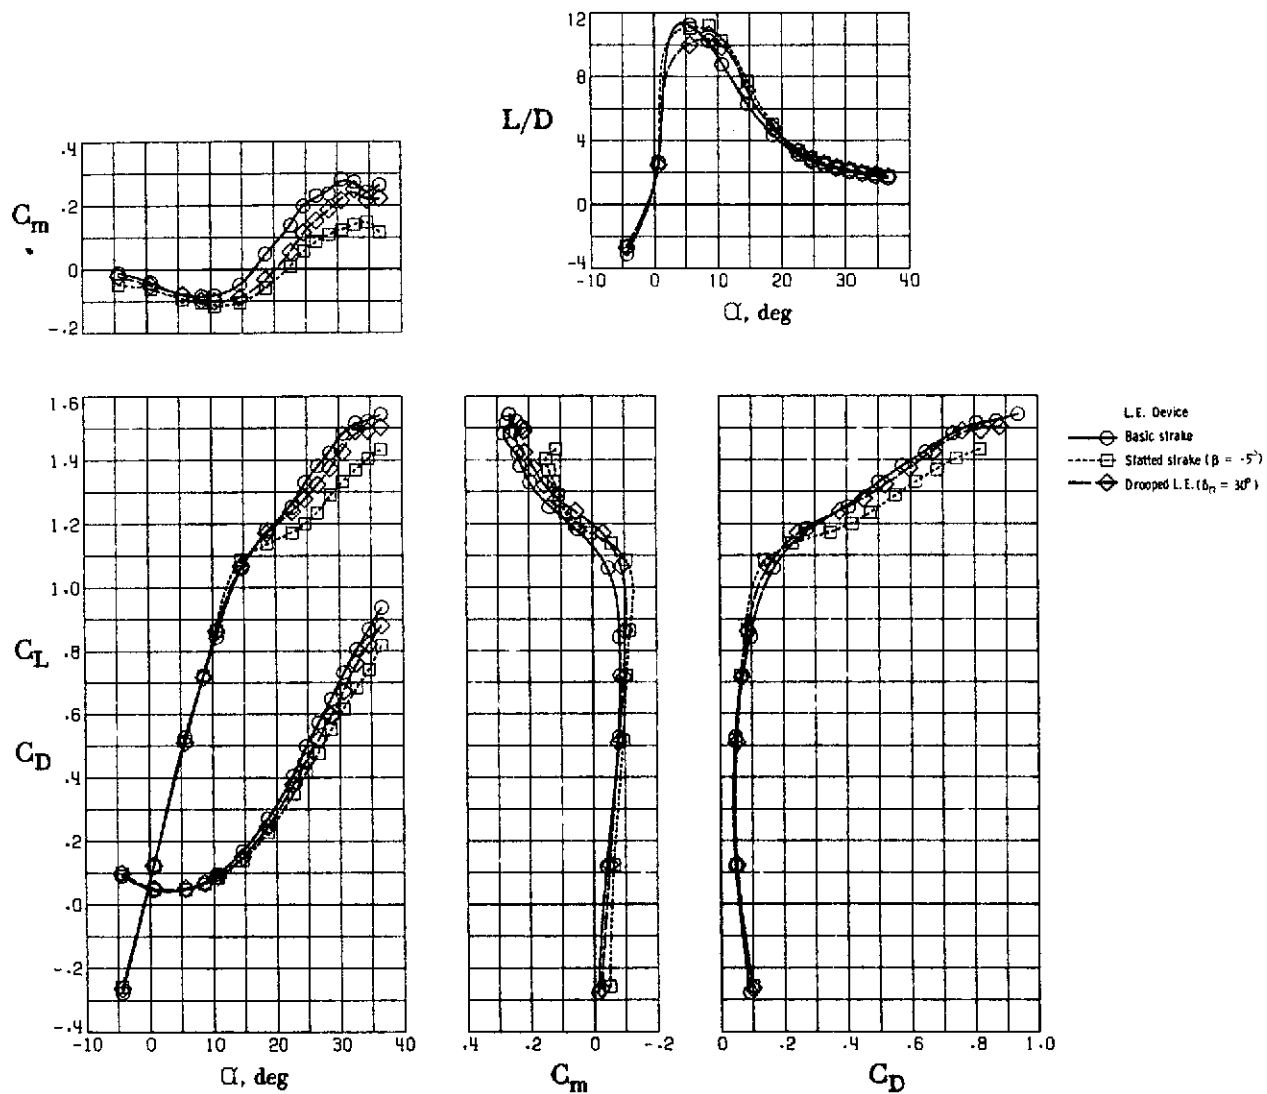 12
8
4
0
-4
L/D
-10 0 10 20 30 40
α, deg
.4
.2
0
-.2
C_m
1.6
1.4
1.2
1.0
.8
.6
.4
.2
.0
-.2
-.4
C_L
C_D
-10 0 10 20 30 40
α, deg
.4 .2 0 -.2
C_m
0 .2 .4 .6 .8 1.0
C_D
L.E. Device
Basic strake
Slatted strake (β = -5°)
Drooped L.E. (δ = 30°)